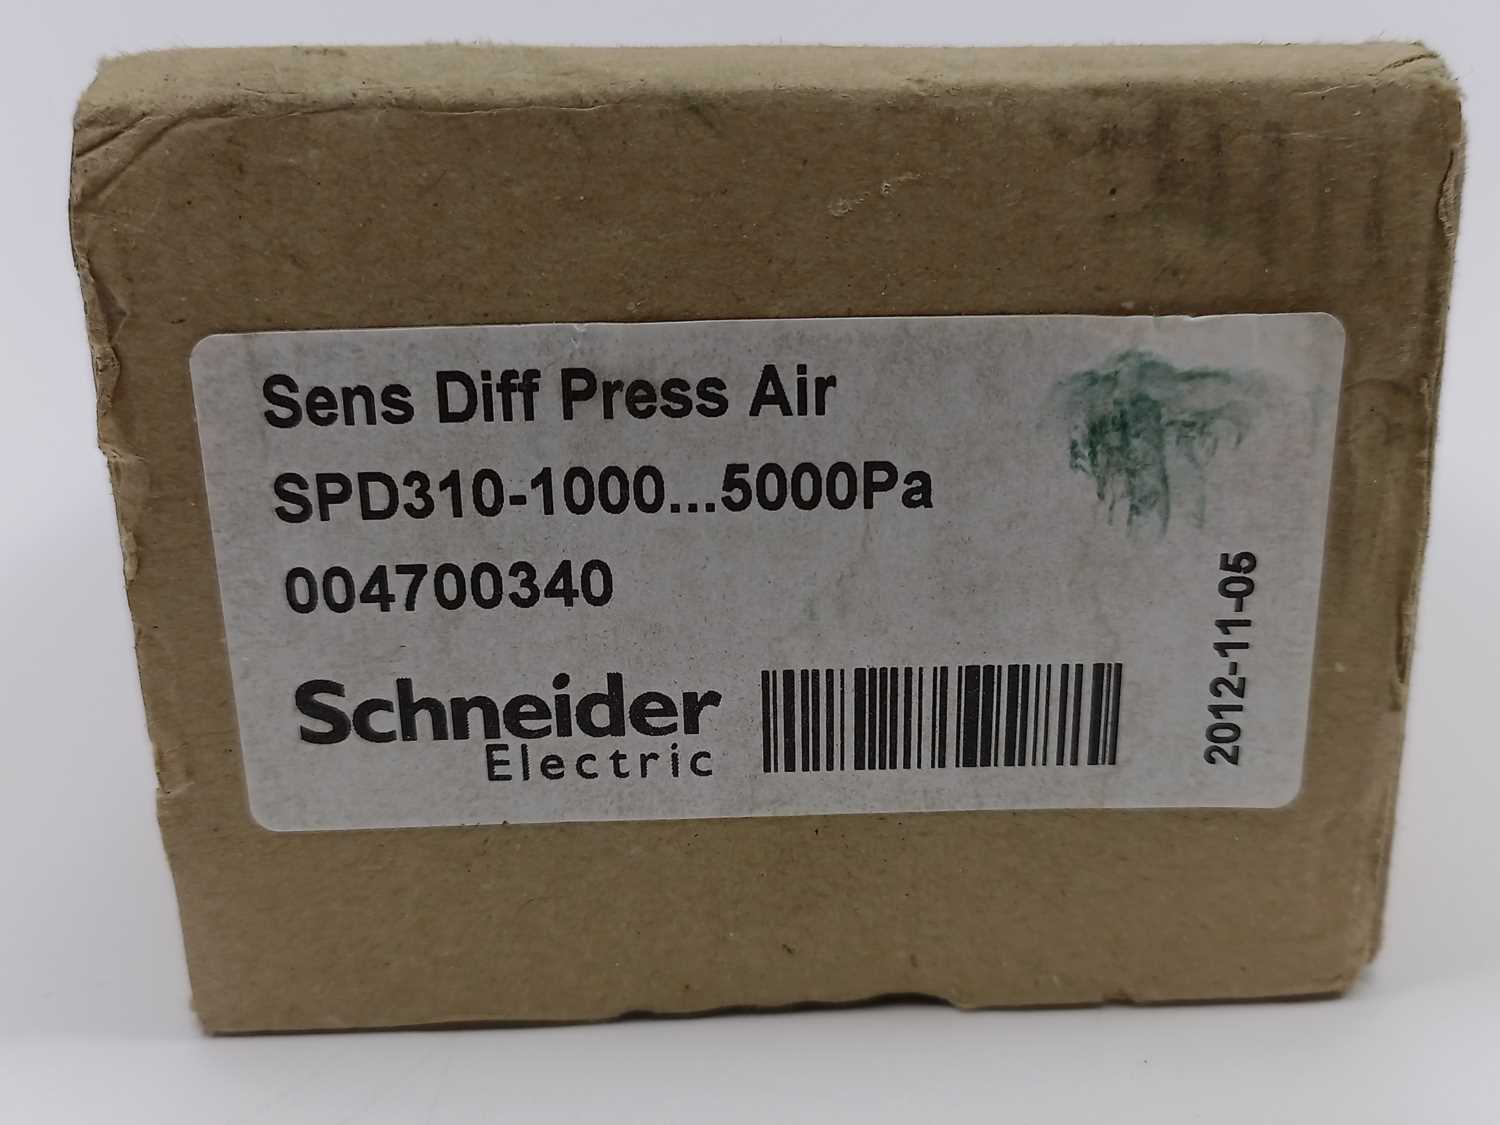 Sens Diff Press Air
SPD310-1000...5000Pa
004700340
Schneider
Electric
2012-11-05